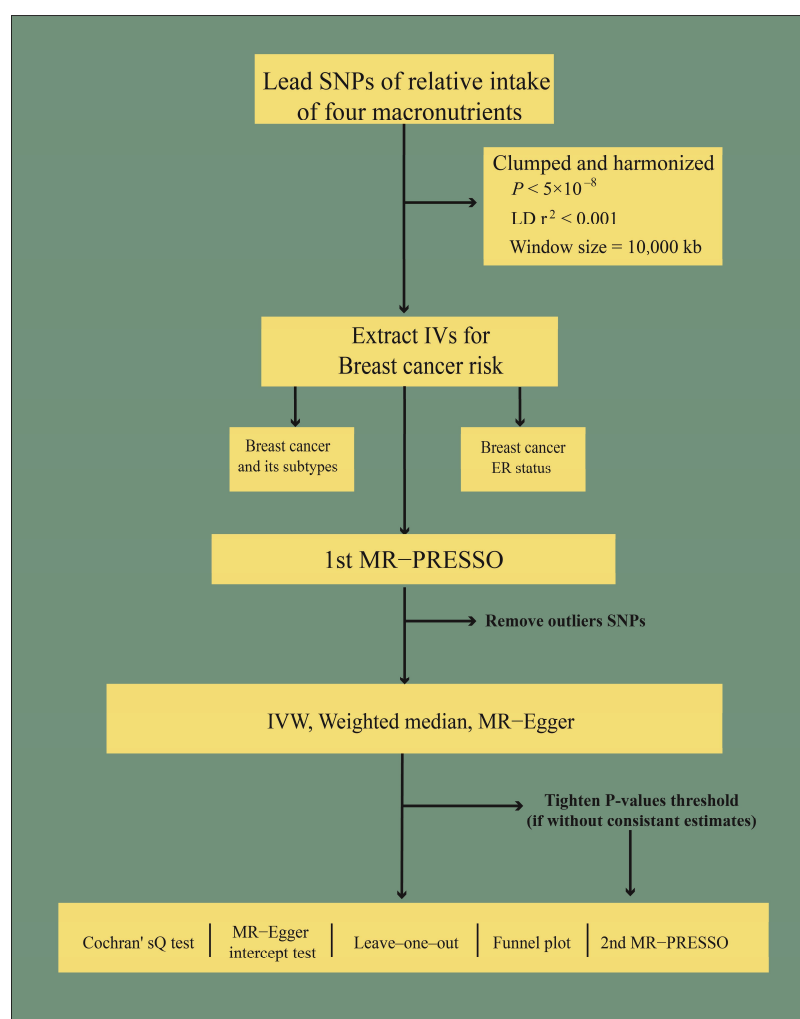 Lead SNPs of relative intake
of four macronutrients
Clumped and harmonized
P < 5×10⁻⁸
LD r² < 0.001
Window size = 10,000 kb
Extract IVs for
Breast cancer risk
Breast cancer
and its subtypes
Breast cancer
ER status
1st MR−PRESSO
Remove outliers SNPs
IVW, Weighted median, MR−Egger
Tighten P-values threshold
(if without consistant estimates)
Cochran' sQ test
MR−Egger
intercept test
Leave–one–out
Funnel plot
2nd MR−PRESSO